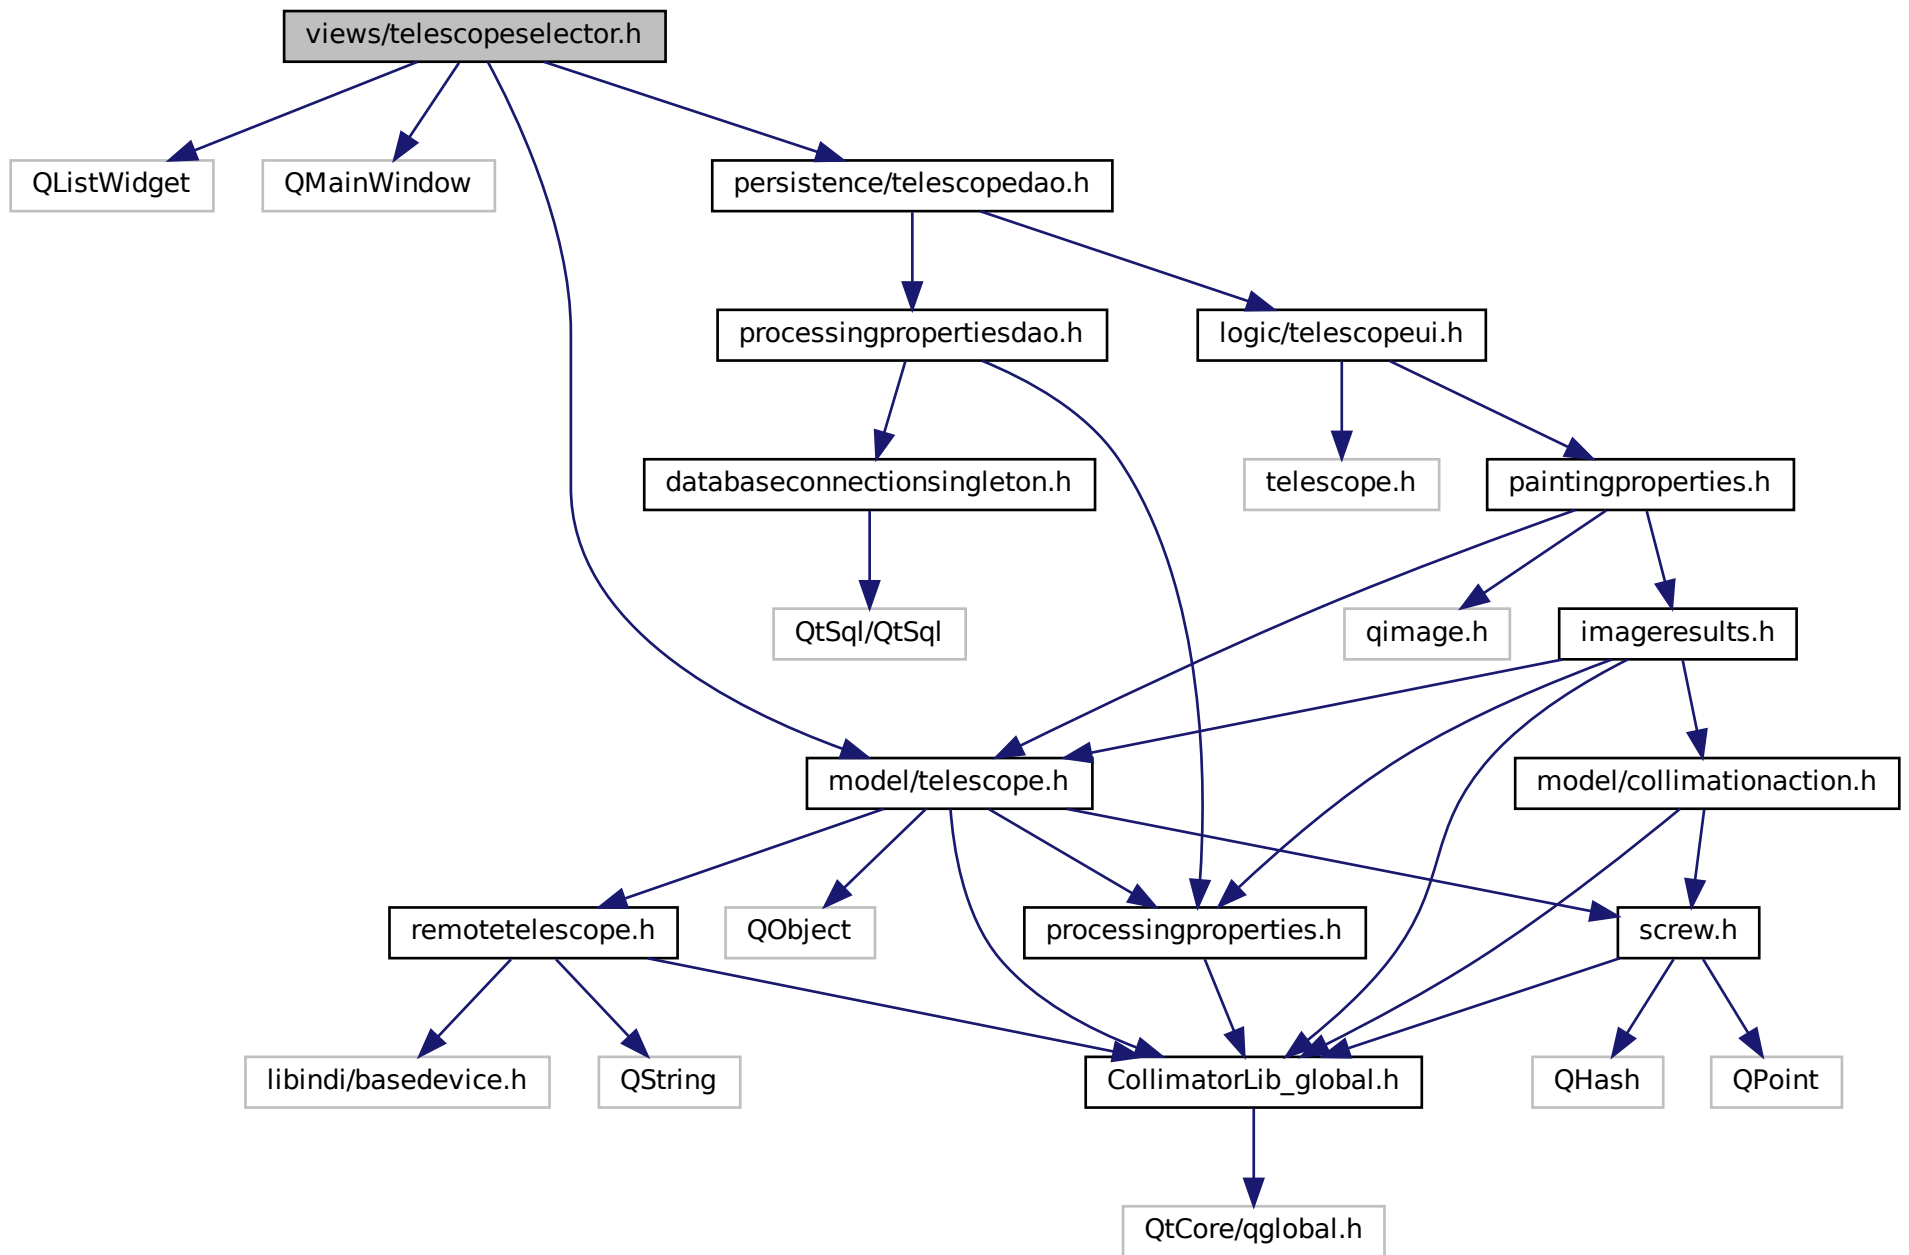 views/telescopeselector.h
QListWidget
QMainWindow
persistence/telescopedao.h
processingpropertiesdao.h
logic/telescopeui.h
databaseconnectionsingleton.h
telescope.h
paintingproperties.h
QtSql/QtSql
qimage.h
imageresults.h
model/telescope.h
model/collimationaction.h
remotetelescope.h
QObject
processingproperties.h
screw.h
libindi/basedevice.h
QString
CollimatorLib_global.h
QHash
QPoint
QtCore/qglobal.h